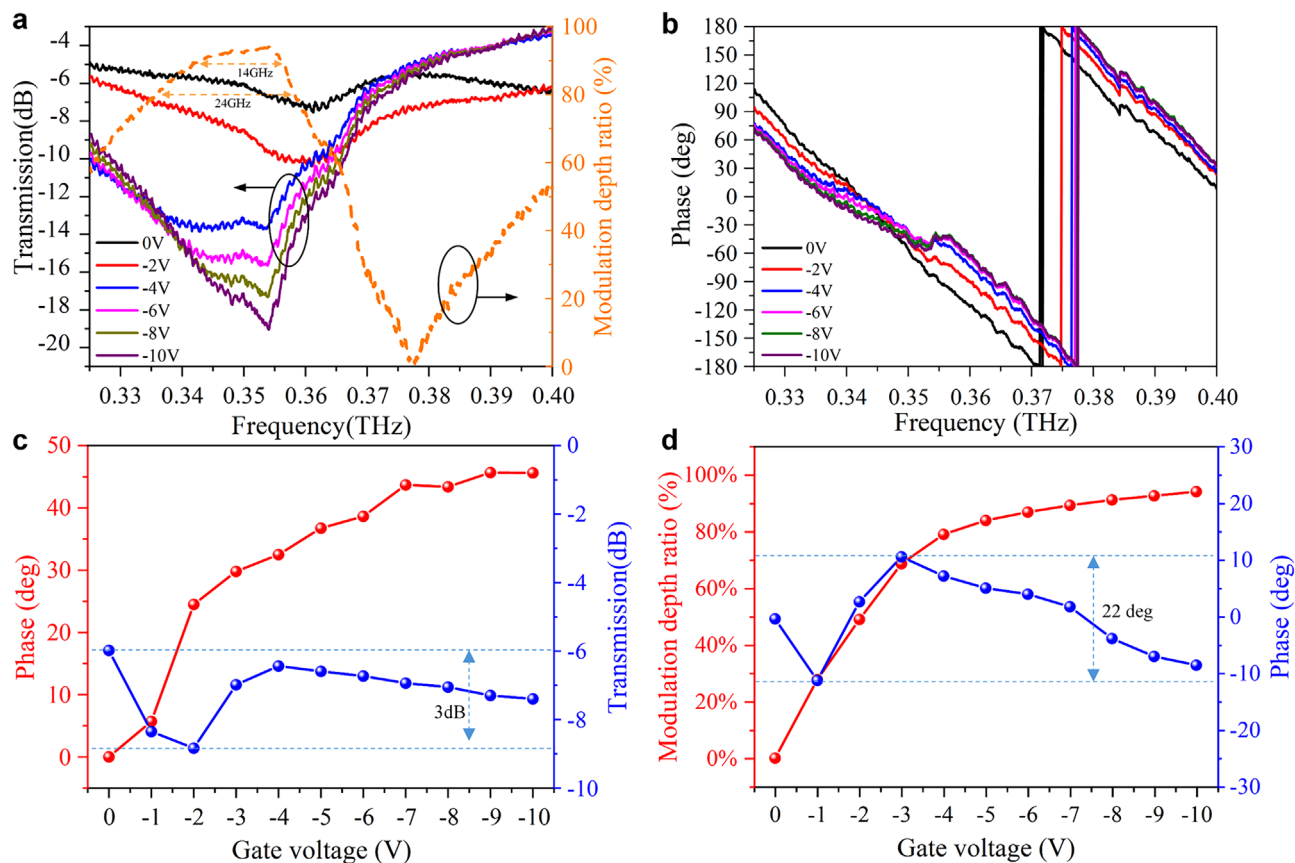 a
Transmission(dB)
-4
-6
-8
-10
-12
-14
-16
-18
-20
14GHz
24GHz
0V
-2V
-4V
-6V
-8V
-10V
100
80
60
40
20
0
Modulation depth ratio (%)
0.33 0.34 0.35 0.36 0.37 0.38 0.39 0.40
Frequency(THz)
b
Phase (deg)
180
150
120
90
60
30
0
-30
-60
-90
-120
-150
-180
0V
-2V
-4V
-6V
-8V
-10V
0.33 0.34 0.35 0.36 0.37 0.38 0.39 0.40
Frequency (THz)
c
Phase (deg)
50
40
30
20
10
0
3dB
0
-2
-4
-6
-8
-10
Transmission(dB)
0 -1 -2 -3 -4 -5 -6 -7 -8 -9 -10
Gate voltage (V)
d
Modulation depth ratio (%)
100%
80%
60%
40%
20%
0%
22 deg
30
20
10
0
-10
-20
-30
Phase (deg)
0 -1 -2 -3 -4 -5 -6 -7 -8 -9 -10
Gate voltage (V)